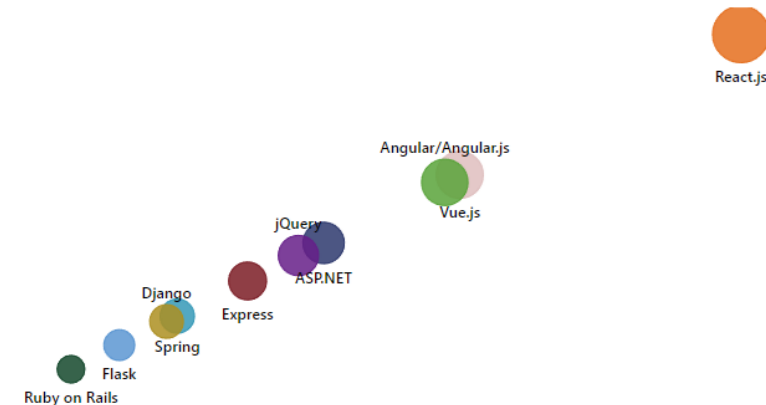 React.js
Angular/Angular.js
Vue.js
jQuery
ASP.NET
Express
Django
Spring
Flask
Ruby on Rails